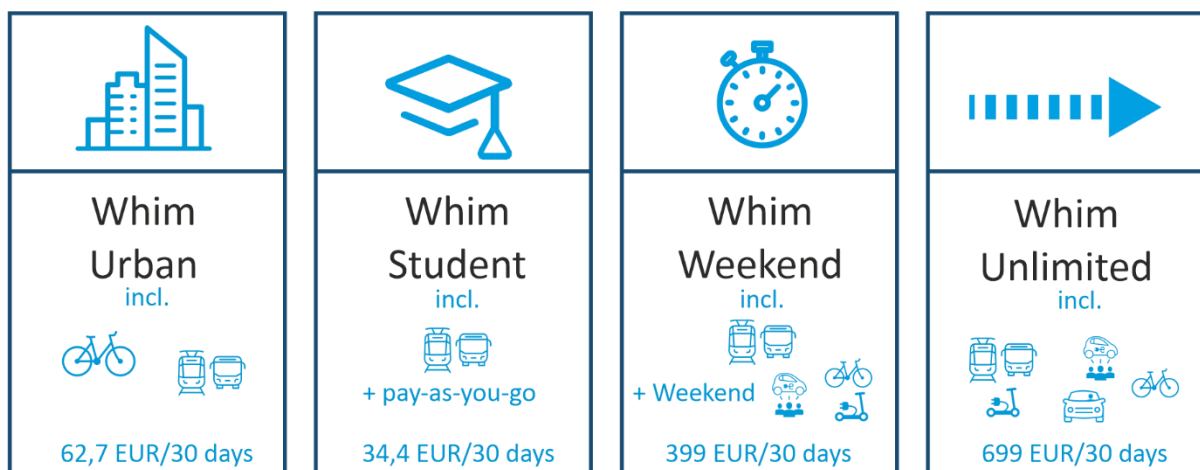 Whim
Urban
incl.
62,7 EUR/30 days
Whim
Student
incl.
+ pay-as-you-go
34,4 EUR/30 days
Whim
Weekend
incl.
+ Weekend
399 EUR/30 days
Whim
Unlimited
incl.
699 EUR/30 days